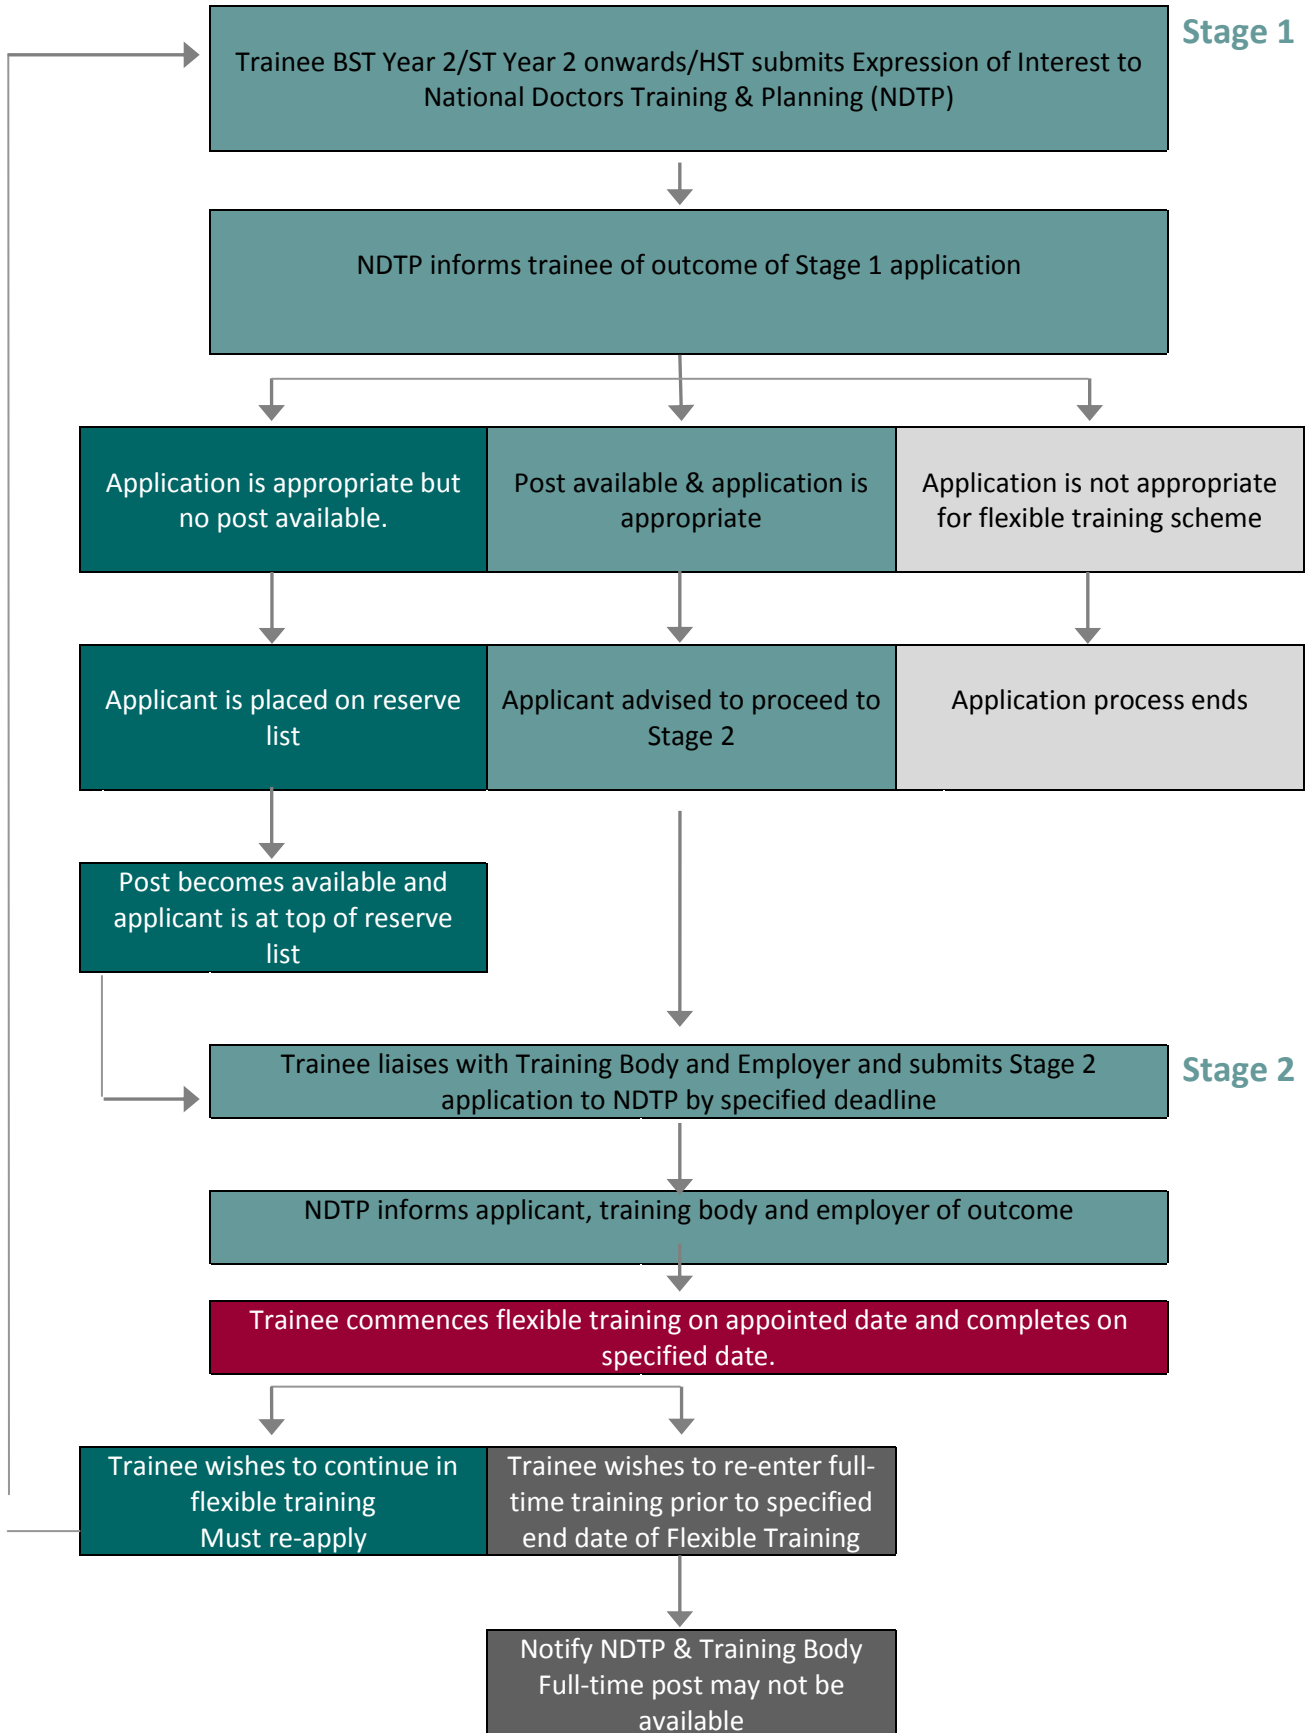 Stage 1
Trainee BST Year 2/ST Year 2 onwards/HST submits Expression of Interest to
National Doctors Training & Planning (NDTP)
NDTP informs trainee of outcome of Stage 1 application
Application is appropriate but
no post available.
Post available & application is
appropriate
Application is not appropriate
for flexible training scheme
Applicant is placed on reserve
list
Applicant advised to proceed to
Stage 2
Application process ends
Post becomes available and
applicant is at top of reserve
list
Stage 2
Trainee liaises with Training Body and Employer and submits Stage 2
application to NDTP by specified deadline
NDTP informs applicant, training body and employer of outcome
Trainee commences flexible training on appointed date and completes on
specified date.
Trainee wishes to continue in
flexible training
Must re-apply
Trainee wishes to re-enter full-
time training prior to specified
end date of Flexible Training
Notify NDTP & Training Body
Full-time post may not be
available